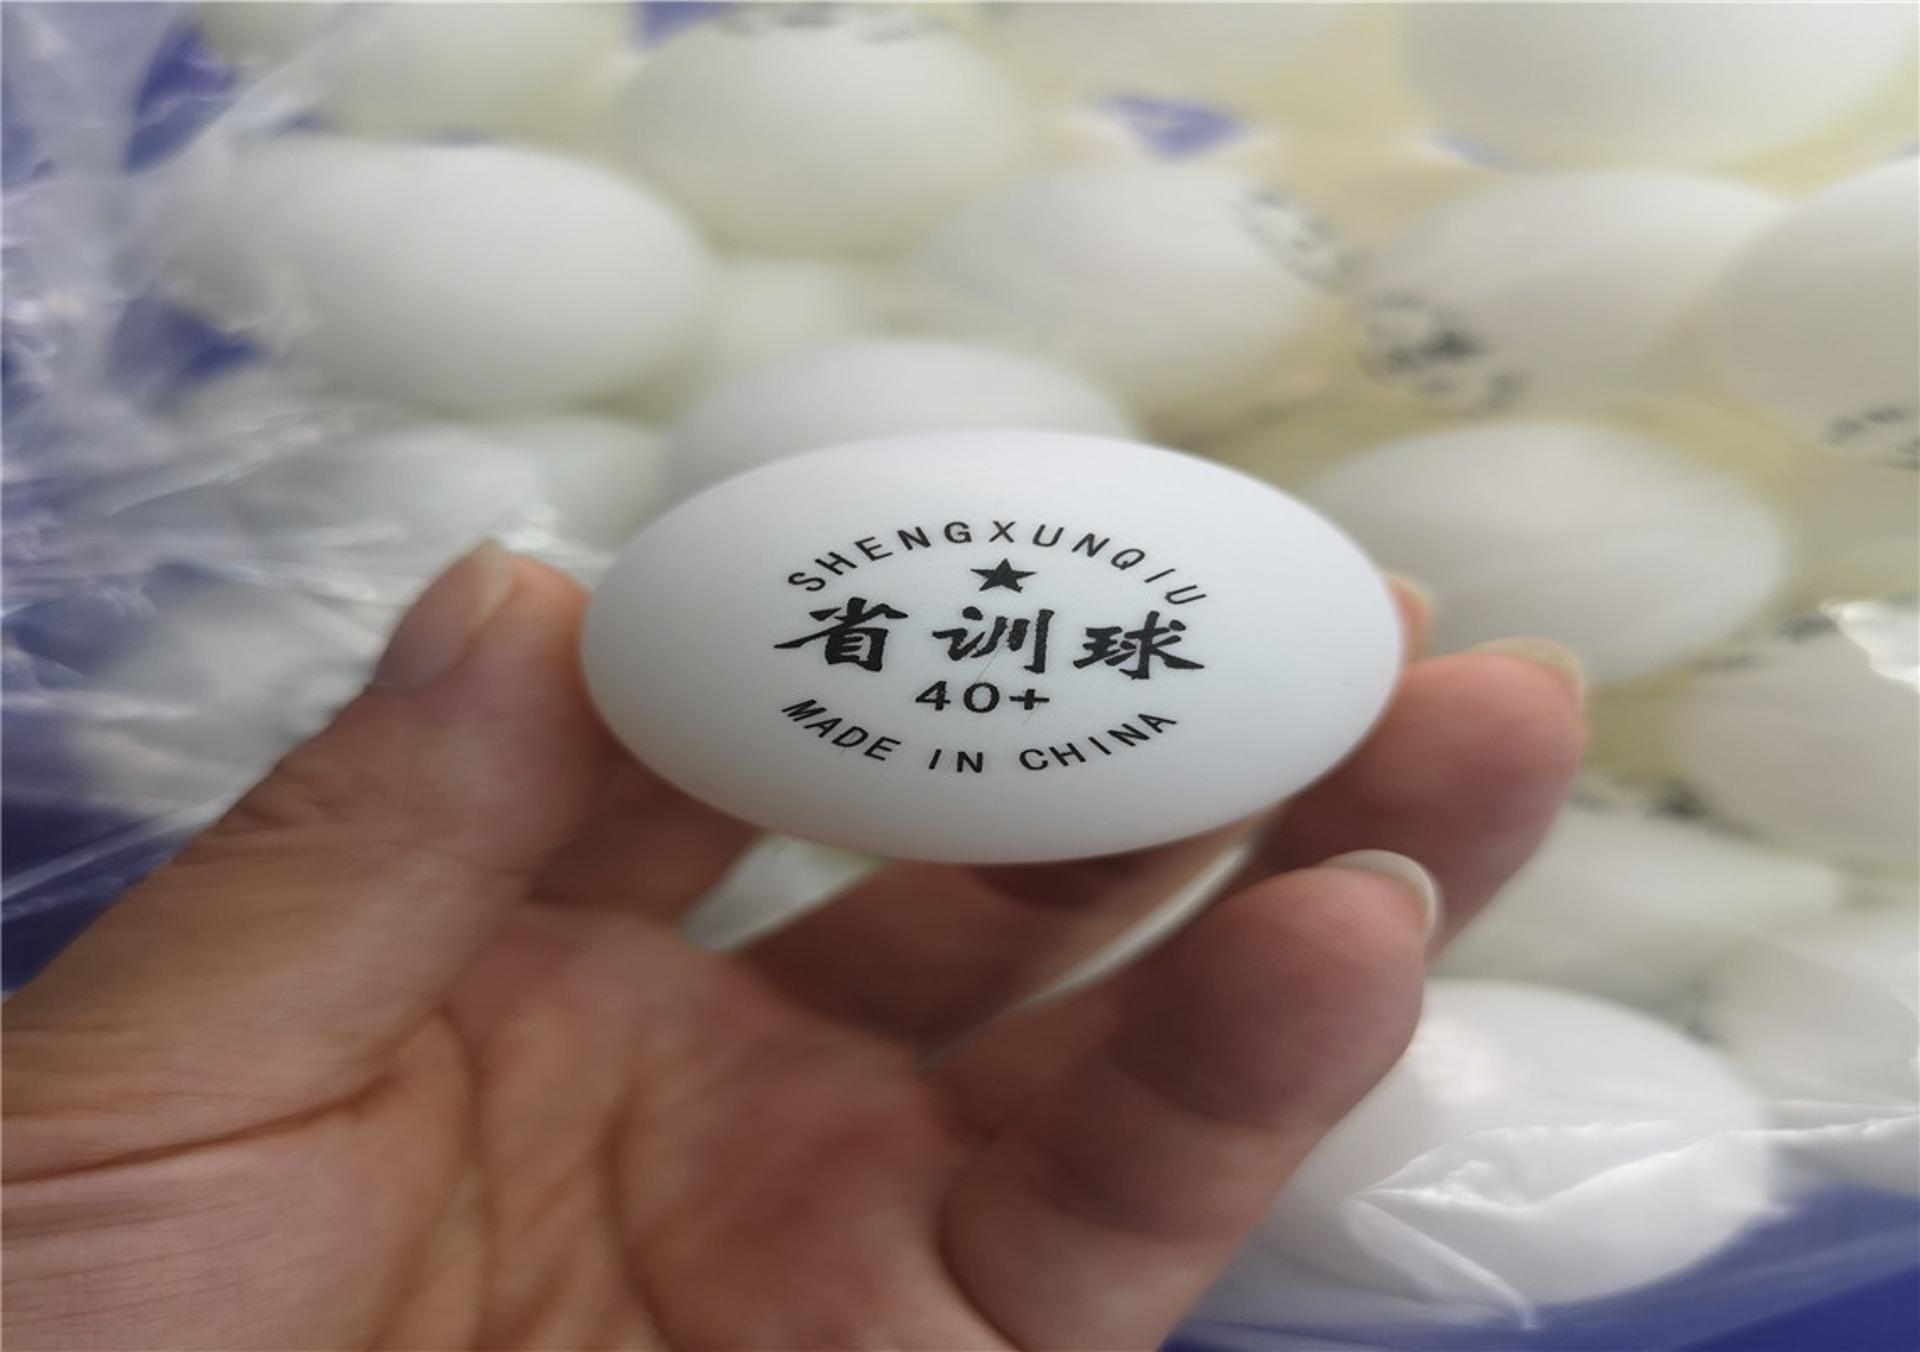 SHENGXUNQIU
★
省训球
40+
MADE IN CHINA